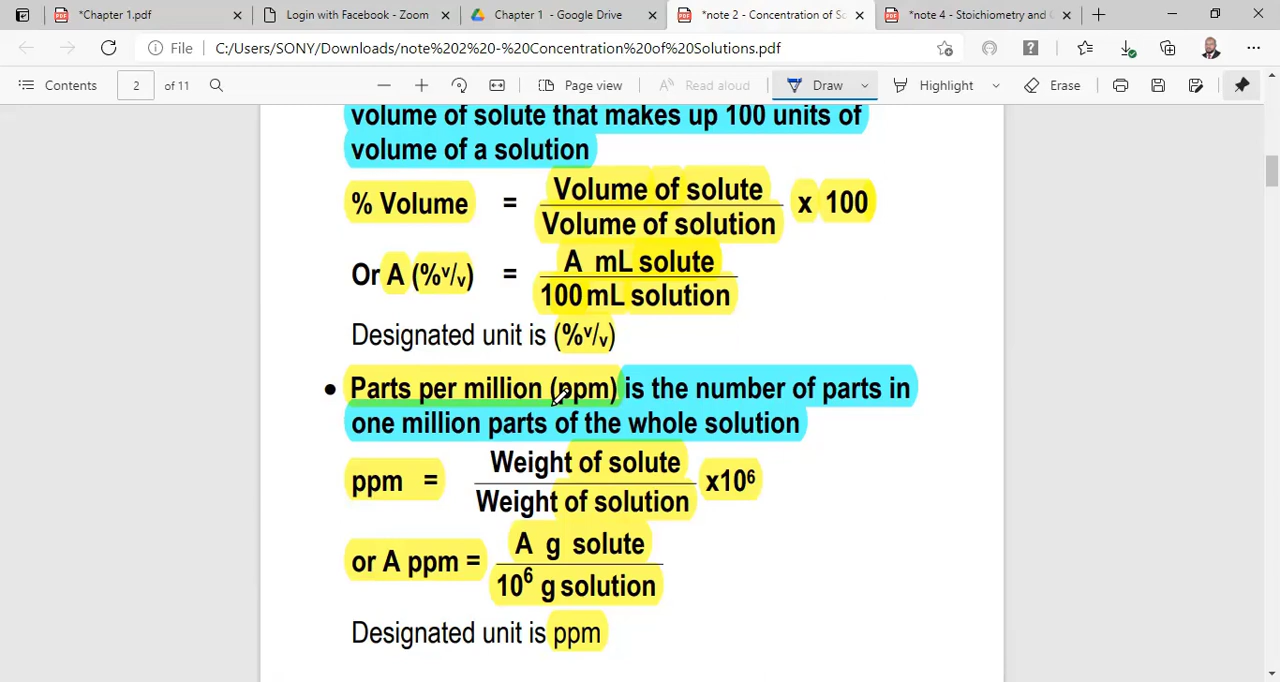 *Chapter 1.pdf
Login with Facebook - Zoom
Chapter 1 - Google Drive
*note 2 - Concentration of So
*note 4 - Stoichiometry and
File
C:/Users/SONY/Downloads/note%202%20-%20Concentration%20of%20Solutions.pdf
Contents
2 of 11
Page view
Read aloud
Draw
Highlight
Erase
volume of solute that makes up 100 units of
volume of a solution
% Volume = Volume of solute / Volume of solution x 100
Or A (%v/v) = A mL solute / 100 mL solution
Designated unit is (%v/v)
• Parts per million (ppm) is the number of parts in
one million parts of the whole solution
ppm = Weight of solute / Weight of solution x10⁶
or A ppm = A g solute / 10⁶ g solution
Designated unit is ppm